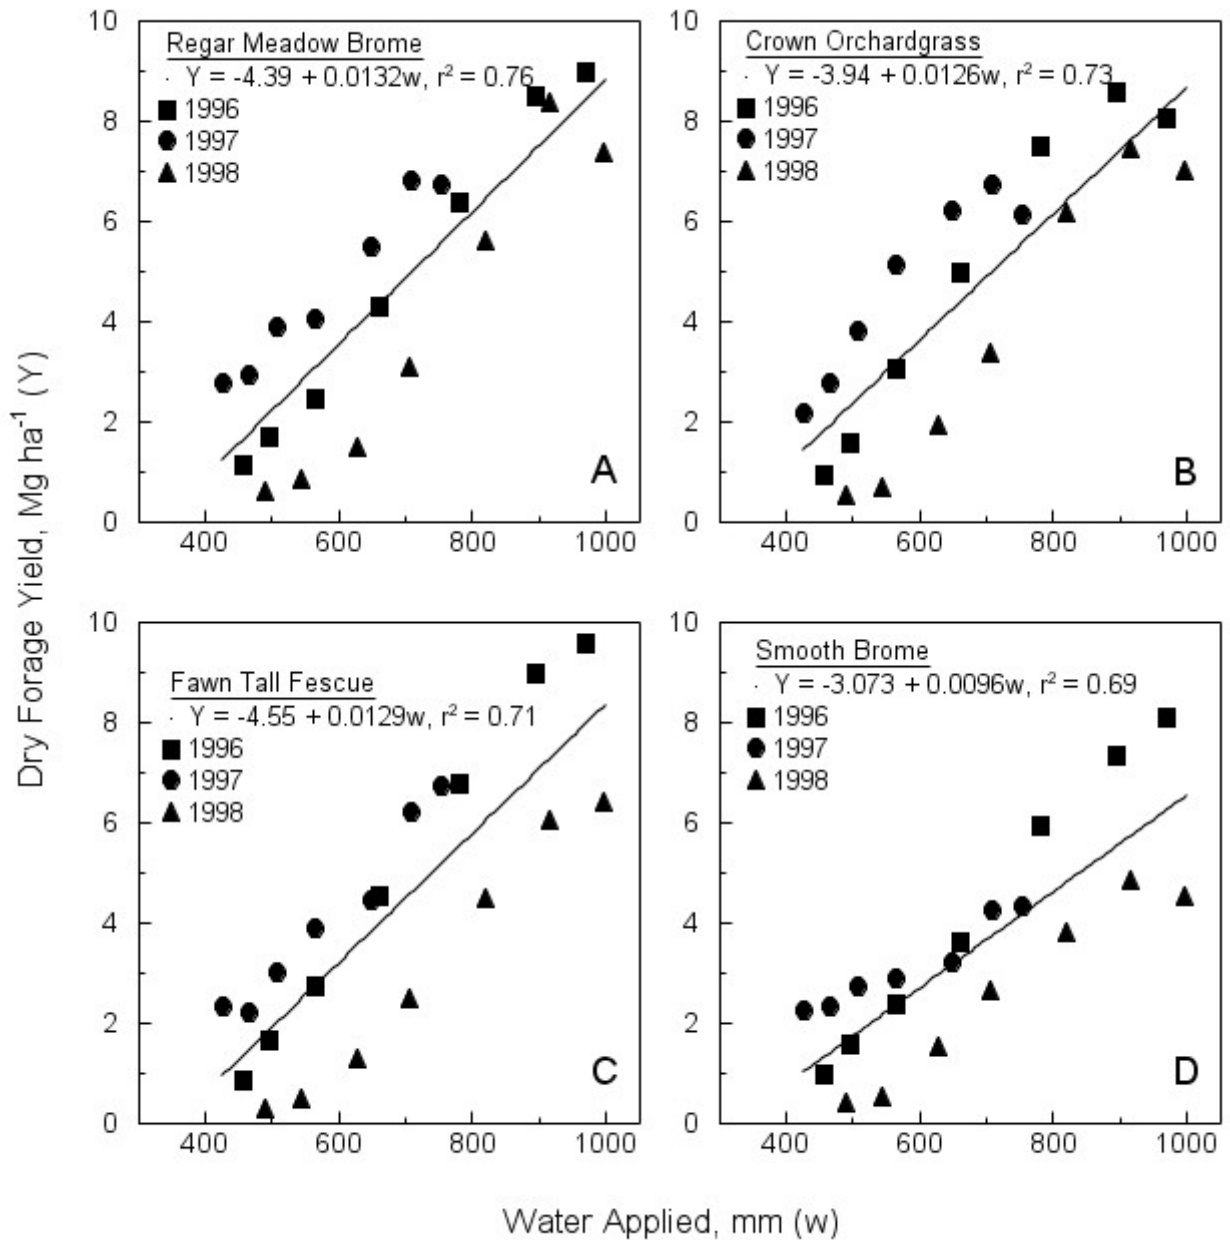 Dry Forage Yield, Mg ha⁻¹ (Y)
10
8
6
4
2
0
Regar Meadow Brome
Y = -4.39 + 0.0132w, r² = 0.76
1996
1997
1998
A
400 600 800 1000
10
8
6
4
2
0
Crown Orchardgrass
Y = -3.94 + 0.0126w, r² = 0.73
1996
1997
1998
B
400 600 800 1000
10
8
6
4
2
0
Fawn Tall Fescue
Y = -4.55 + 0.0129w, r² = 0.71
1996
1997
1998
C
400 600 800 1000
10
8
6
4
2
0
Smooth Brome
Y = -3.073 + 0.0096w, r² = 0.69
1996
1997
1998
D
400 600 800 1000
Water Applied, mm (w)